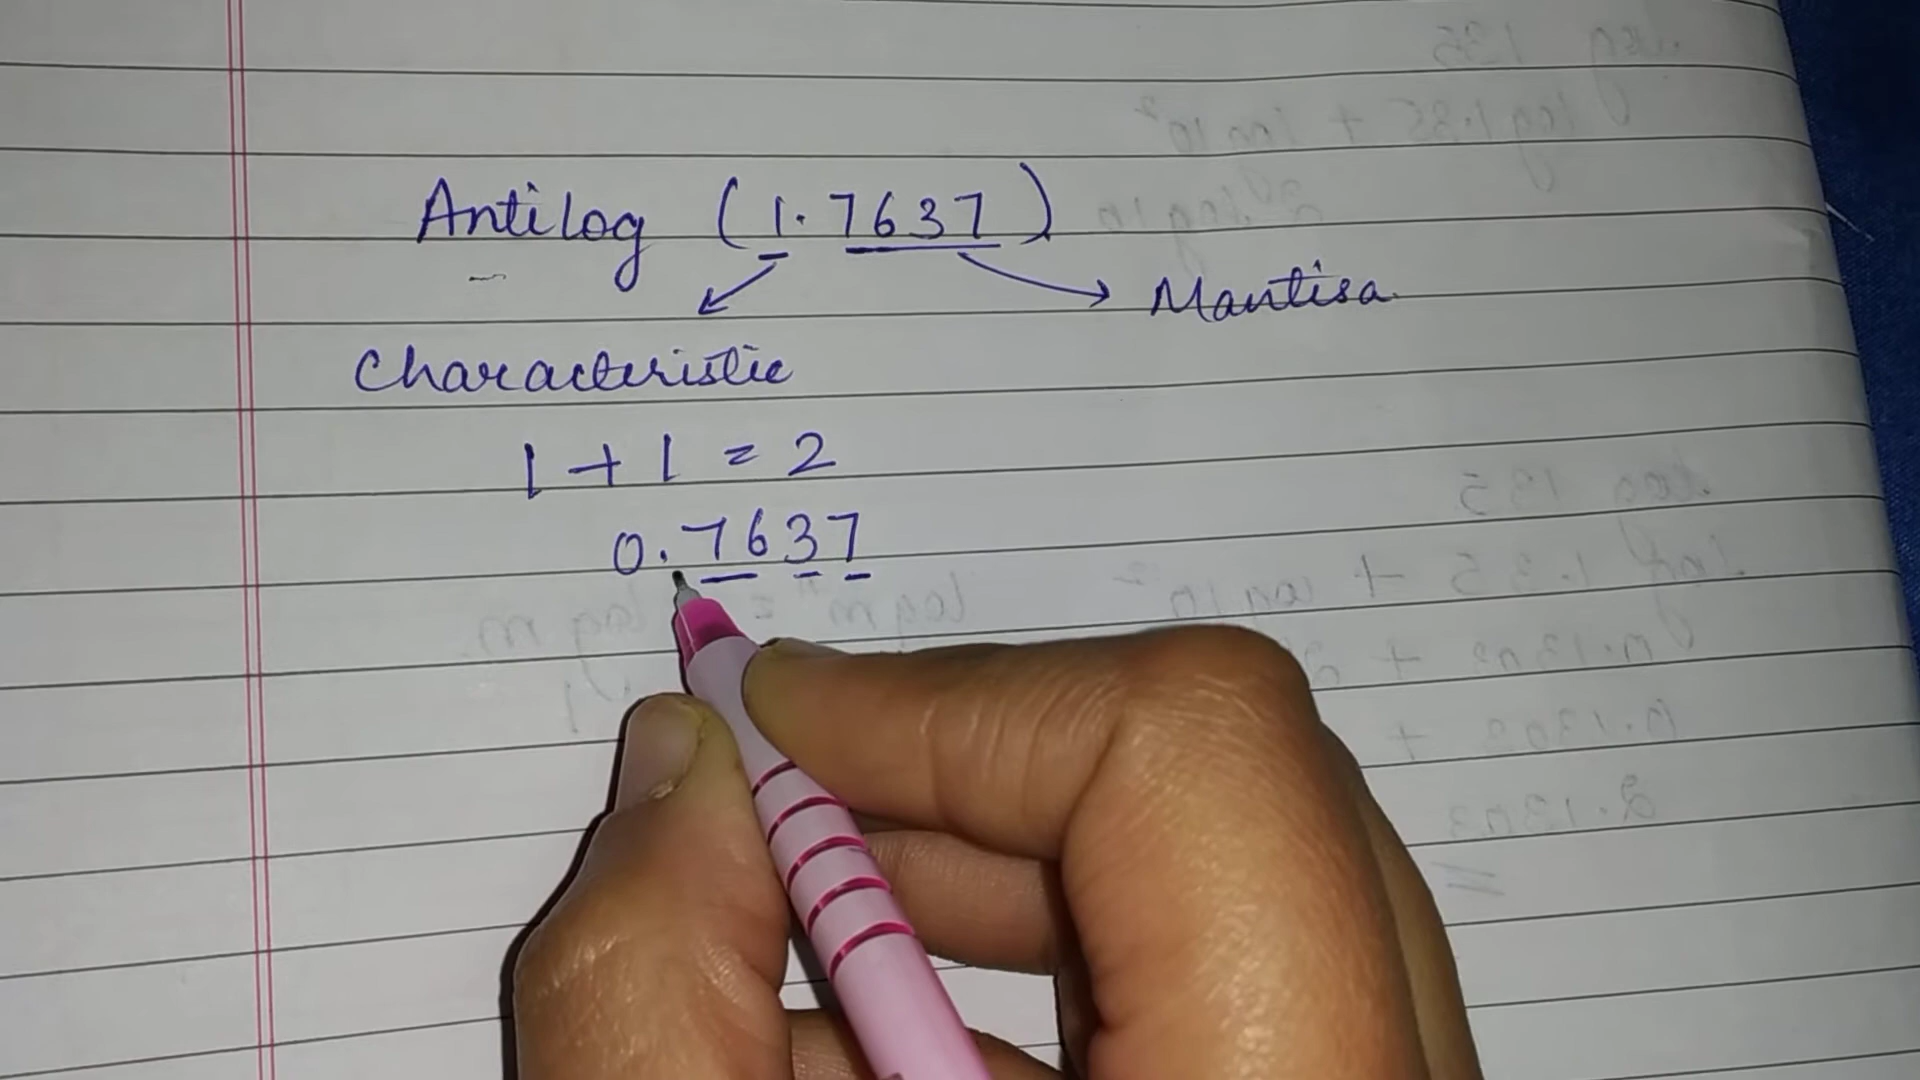 Antilog (1.7637)
Mantisa
Characteristic
1 + 1 = 2
0.7637